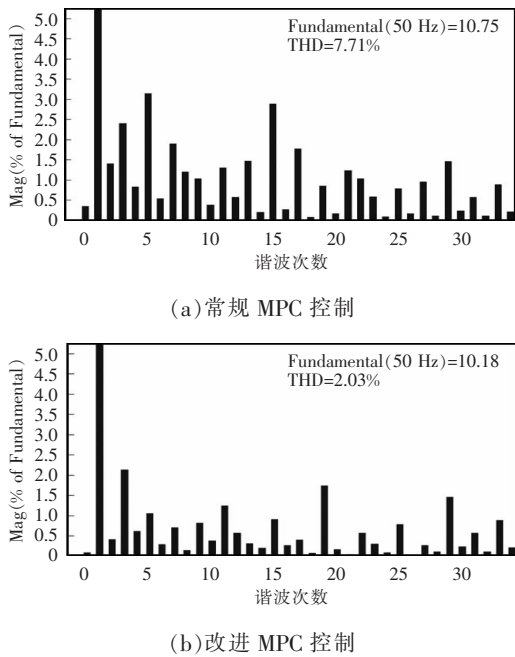 Fundamental(50 Hz)=10.75
THD=7.71%
Mag(% of Fundamental)
5.0
4.5
4.0
3.5
3.0
2.5
2.0
1.5
1.0
0.5
0
0 5 10 15 20 25 30
谐波次数
(a)常规 MPC 控制
Fundamental(50 Hz)=10.18
THD=2.03%
Mag(% of Fundamental)
5.0
4.5
4.0
3.5
3.0
2.5
2.0
1.5
1.0
0.5
0
0 5 10 15 20 25 30
谐波次数
(b)改进 MPC 控制